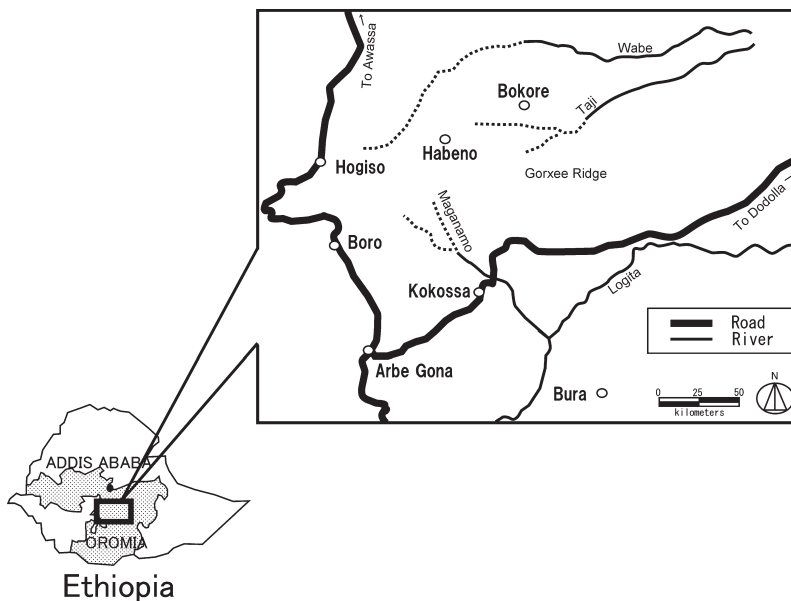 To Awassa →
Wabe
Bokore
Taji
Habeno
Hogiso
Gorxee Ridge
Maganamo
To Dodolla →
Boro
Logita
Kokossa
Road
River
Arbe Gona
Bura
0 25 50
kilometers
N
ADDIS ABABA
OROMIA
Ethiopia